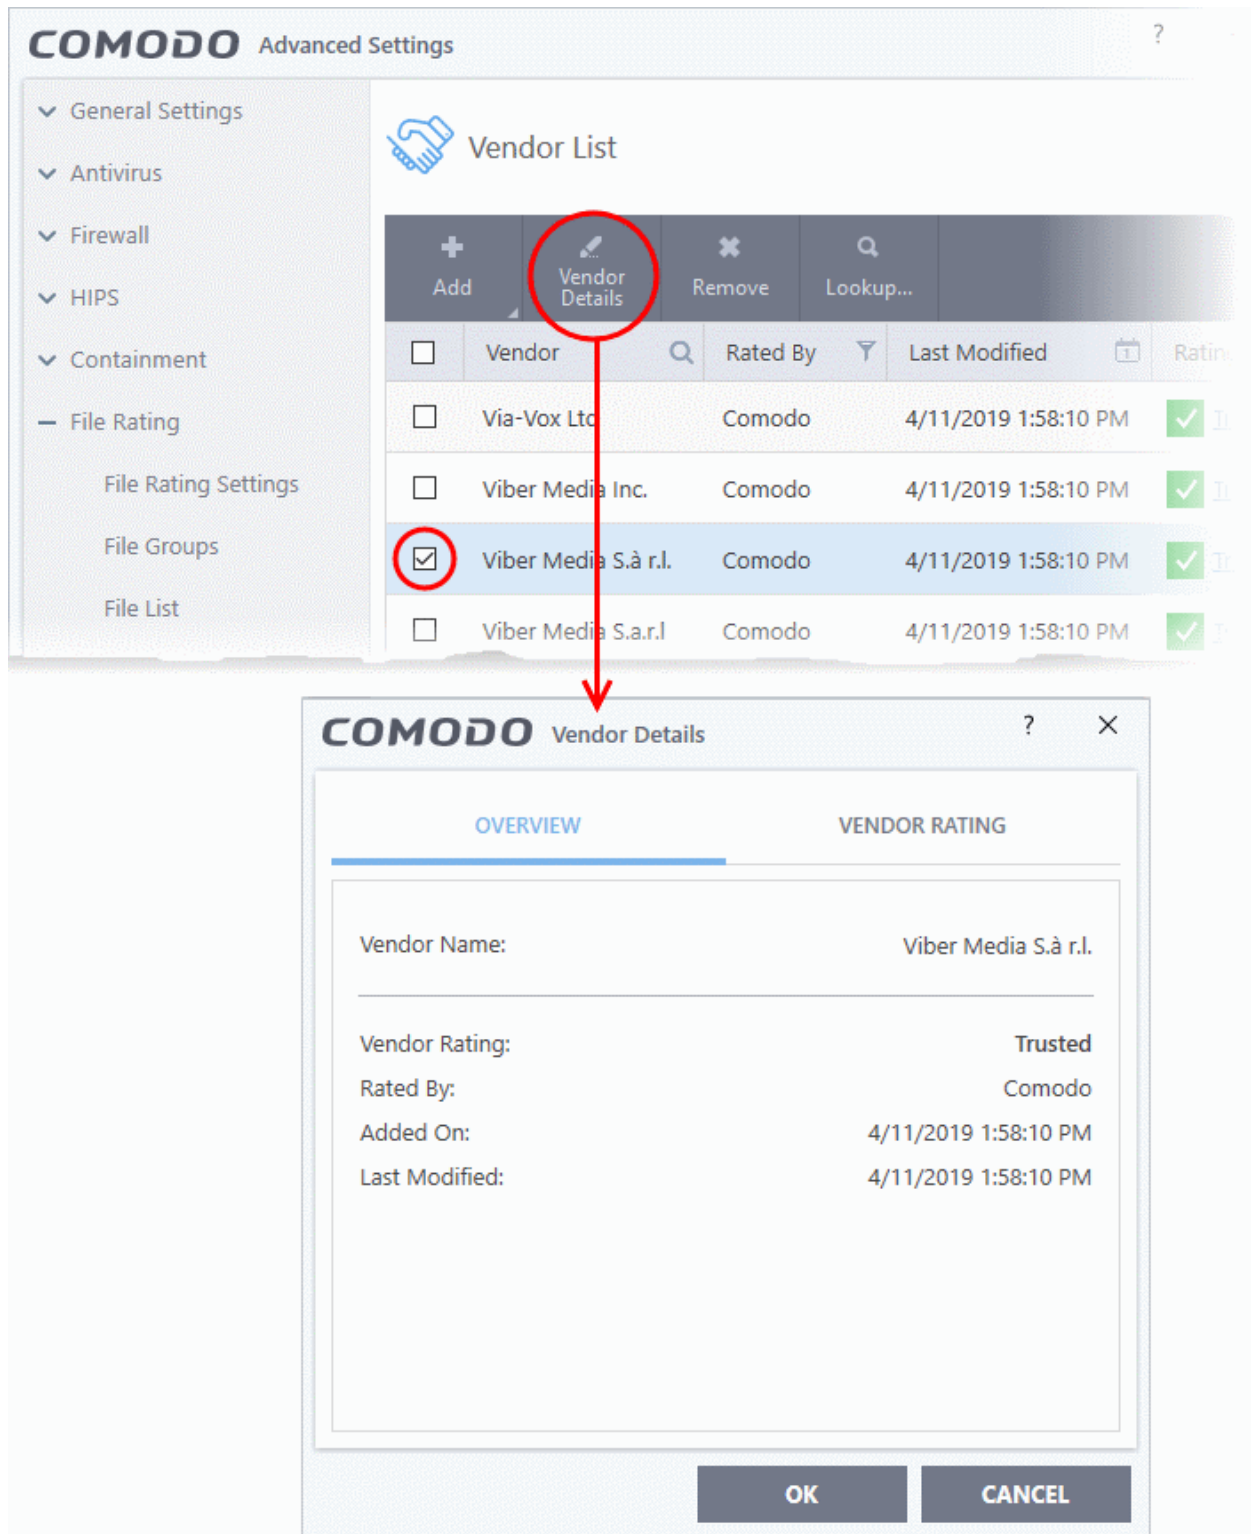 COMODO Advanced Settings ?
General Settings
Antivirus
Firewall
HIPS
Containment
File Rating
File Rating Settings
File Groups
File List
Vendor List
Add
Vendor
Details
Remove
Lookup...
Vendor Rated By Last Modified
Via-Vox Ltd Comodo 4/11/2019 1:58:10 PM
Viber Media Inc. Comodo 4/11/2019 1:58:10 PM
Viber Media S.à r.l. Comodo 4/11/2019 1:58:10 PM
Viber Media S.a.r.l Comodo 4/11/2019 1:58:10 PM
COMODO Vendor Details ?
OVERVIEW VENDOR RATING
Vendor Name: Viber Media S.à r.l.
Vendor Rating: Trusted
Rated By: Comodo
Added On: 4/11/2019 1:58:10 PM
Last Modified: 4/11/2019 1:58:10 PM
OK CANCEL